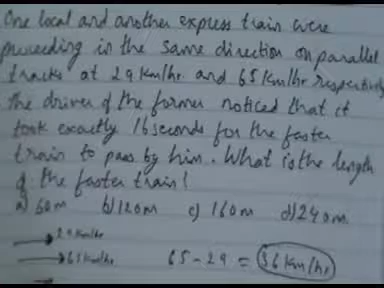 One local and another express train were
proceeding in the same direction on parallel
tracks at 29 Km/hr. and 65 Km/hr respectively
the driver of the former noticed that it
took exactly 16 seconds for the faster
train to pass by him. What is the length
of the faster train?
a) 60m b) 120m c) 160m d) 240m
29 Km/hr
65 Km/hr 65 - 29 = 36 Km/hr